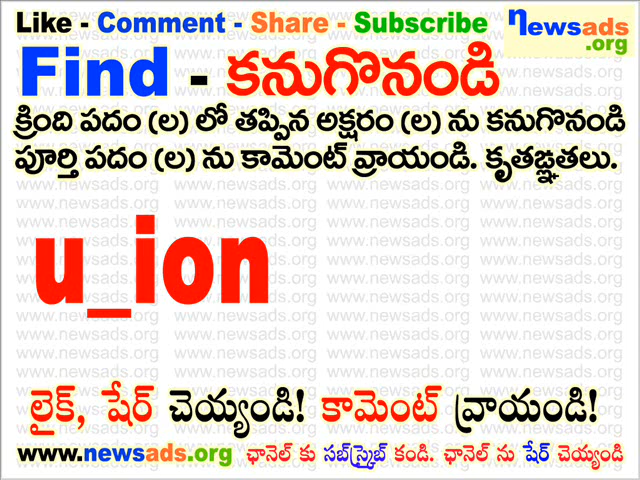 Like - Comment - Share - Subscribe
newsads
.org
Find - కనుగొనండి
క్రింది పదం (ల) లో తప్పిన అక్షరం (ల) ను కనుగొనండి
పూర్తి పదం (ల) ను కామెంట్ వ్రాయండి. కృతజ్ఞతలు.
u_ion
లైక్, షేర్ చెయ్యండి! కామెంట్ వ్రాయండి!
www.newsads.org ఛానెల్ కు సబ్‌స్క్రైబ్ కండి. ఛానెల్ ను షేర్ చెయ్యండి